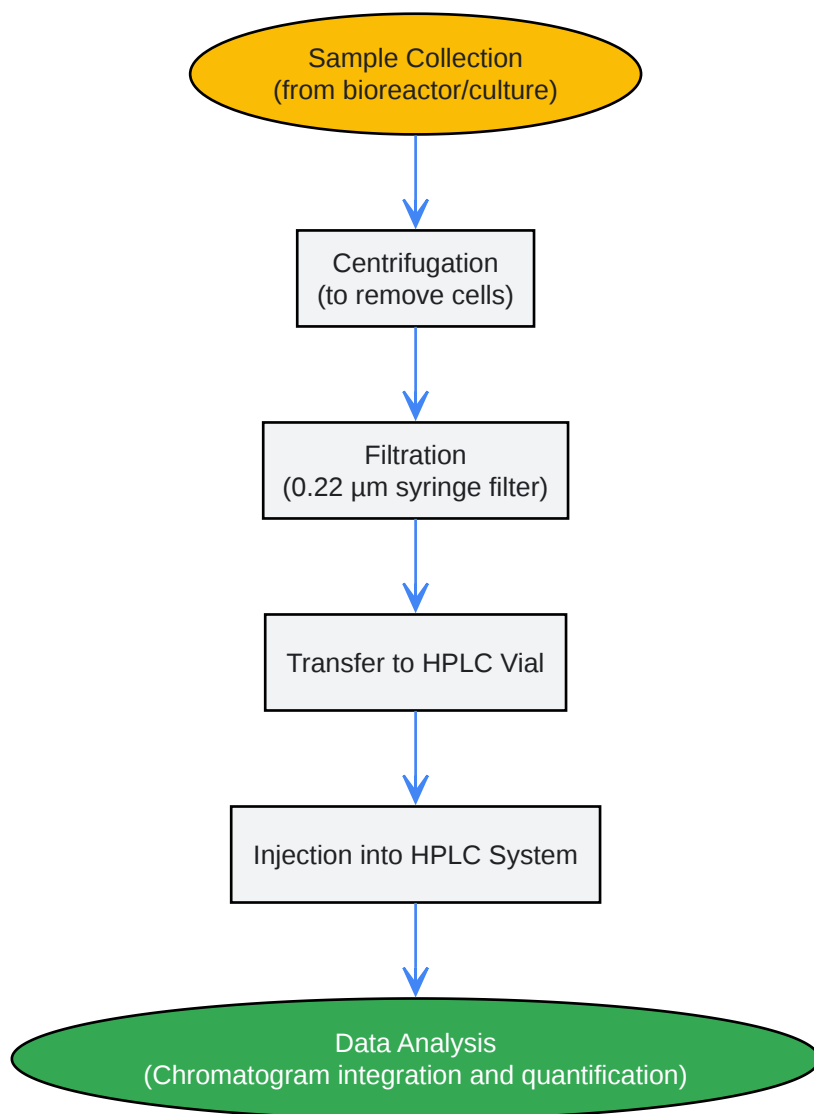 Sample Collection
(from bioreactor/culture)
Centrifugation
(to remove cells)
Filtration
(0.22 µm syringe filter)
Transfer to HPLC Vial
Injection into HPLC System
Data Analysis
(Chromatogram integration and quantification)